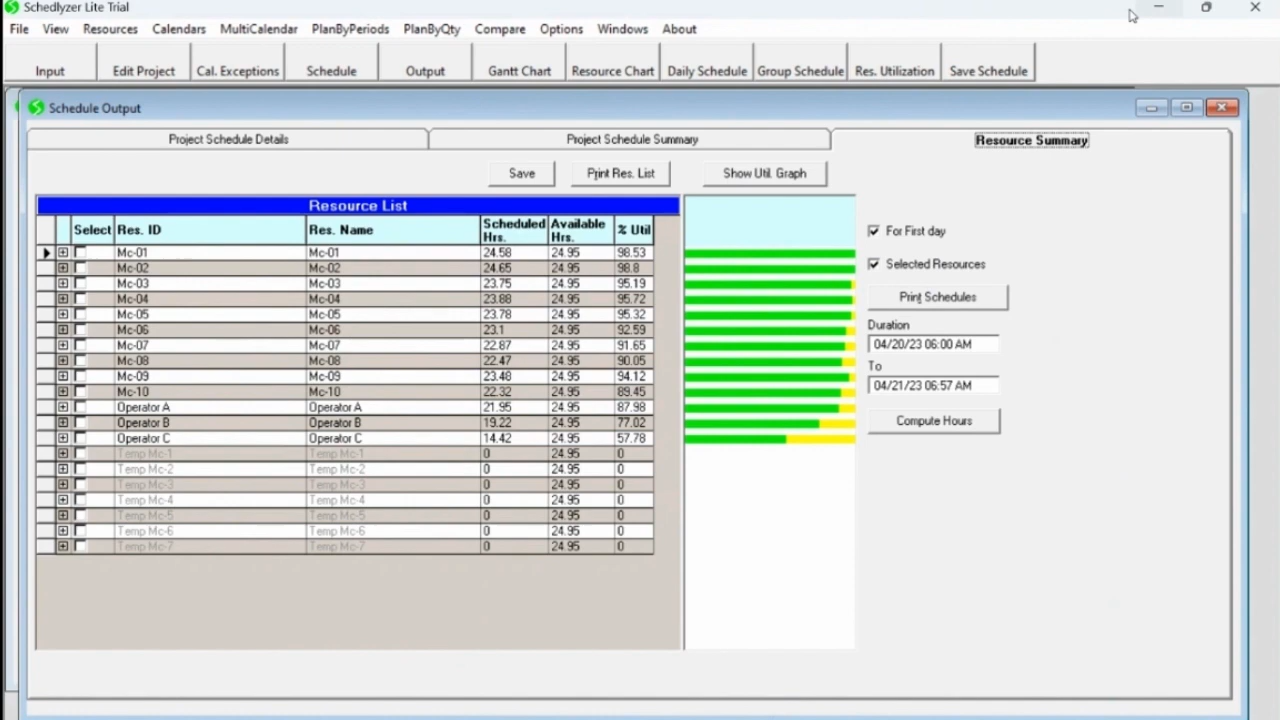 Schedlyzer Lite Trial
File View Resources Calendars MultiCalendar PlanByPeriods PlanByQty Compare Options Windows About
Input Edit Project Cal. Exceptions Schedule Output Gantt Chart Resource Chart Daily Schedule Group Schedule Res. Utilization Save Schedule
Schedule Output
Project Schedule Details Project Schedule Summary Resource Summary
Save Print Res. List Show Util. Graph
Resource List
Select Res. ID Res. Name Scheduled Hrs. Available Hrs. % Util
Mc-01 Mc-01 24.58 24.95 98.53
Mc-02 Mc-02 24.65 24.95 98.8
Mc-03 Mc-03 23.75 24.95 95.19
Mc-04 Mc-04 23.88 24.95 95.72
Mc-05 Mc-05 23.78 24.95 95.32
Mc-06 Mc-06 23.1 24.95 92.59
Mc-07 Mc-07 22.87 24.95 91.65
Mc-08 Mc-08 22.47 24.95 90.05
Mc-09 Mc-09 23.48 24.95 94.12
Mc-10 Mc-10 22.32 24.95 89.45
Operator A Operator A 21.95 24.95 87.98
Operator B Operator B 19.22 24.95 77.02
Operator C Operator C 14.42 24.95 57.78
Temp Mc-1 Temp Mc-1 0 24.95 0
Temp Mc-2 Temp Mc-2 0 24.95 0
Temp Mc-3 Temp Mc-3 0 24.95 0
Temp Mc-4 Temp Mc-4 0 24.95 0
Temp Mc-5 Temp Mc-5 0 24.95 0
Temp Mc-6 Temp Mc-6 0 24.95 0
Temp Mc-7 Temp Mc-7 0 24.95 0
For First day
Selected Resources
Print Schedules
Duration
04/20/23 06:00 AM
To
04/21/23 06:57 AM
Compute Hours